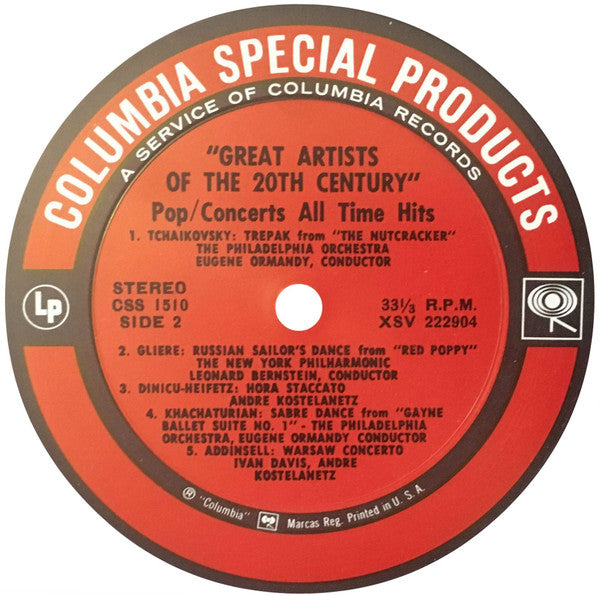 COLUMBIA SPECIAL PRODUCTS
A SERVICE OF COLUMBIA RECORDS
"GREAT ARTISTS
OF THE 20TH CENTURY"
Pop/Concerts All Time Hits
1. TCHAIKOVSKY: TREPAK from "THE NUTCRACKER"
THE PHILADELPHIA ORCHESTRA
EUGENE ORMANDY, CONDUCTOR
STEREO
CSS 1510
SIDE 2
33⅓ R.P.M.
XSV 222904
Lp
2. GLIERE: RUSSIAN SAILOR'S DANCE from "RED POPPY"
THE NEW YORK PHILHARMONIC
LEONARD BERNSTEIN, CONDUCTOR
3. DINICU-HEIFETZ: HORA STACCATO
ANDRE KOSTELANETZ
4. KHACHATURIAN: SABRE DANCE from "GAYNE
BALLET SUITE NO. 1" - THE PHILADELPHIA
ORCHESTRA, EUGENE ORMANDY CONDUCTOR
5. ADDINSELL: WARSAW CONCERTO
IVAN DAVIS, ANDRE
KOSTELANETZ
® "Columbia" Marcas Reg. Printed in U.S.A.